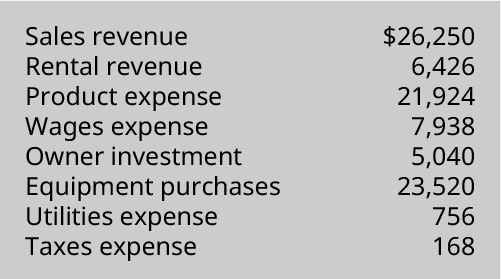 Sales revenue $26,250
Rental revenue 6,426
Product expense 21,924
Wages expense 7,938
Owner investment 5,040
Equipment purchases 23,520
Utilities expense 756
Taxes expense 168